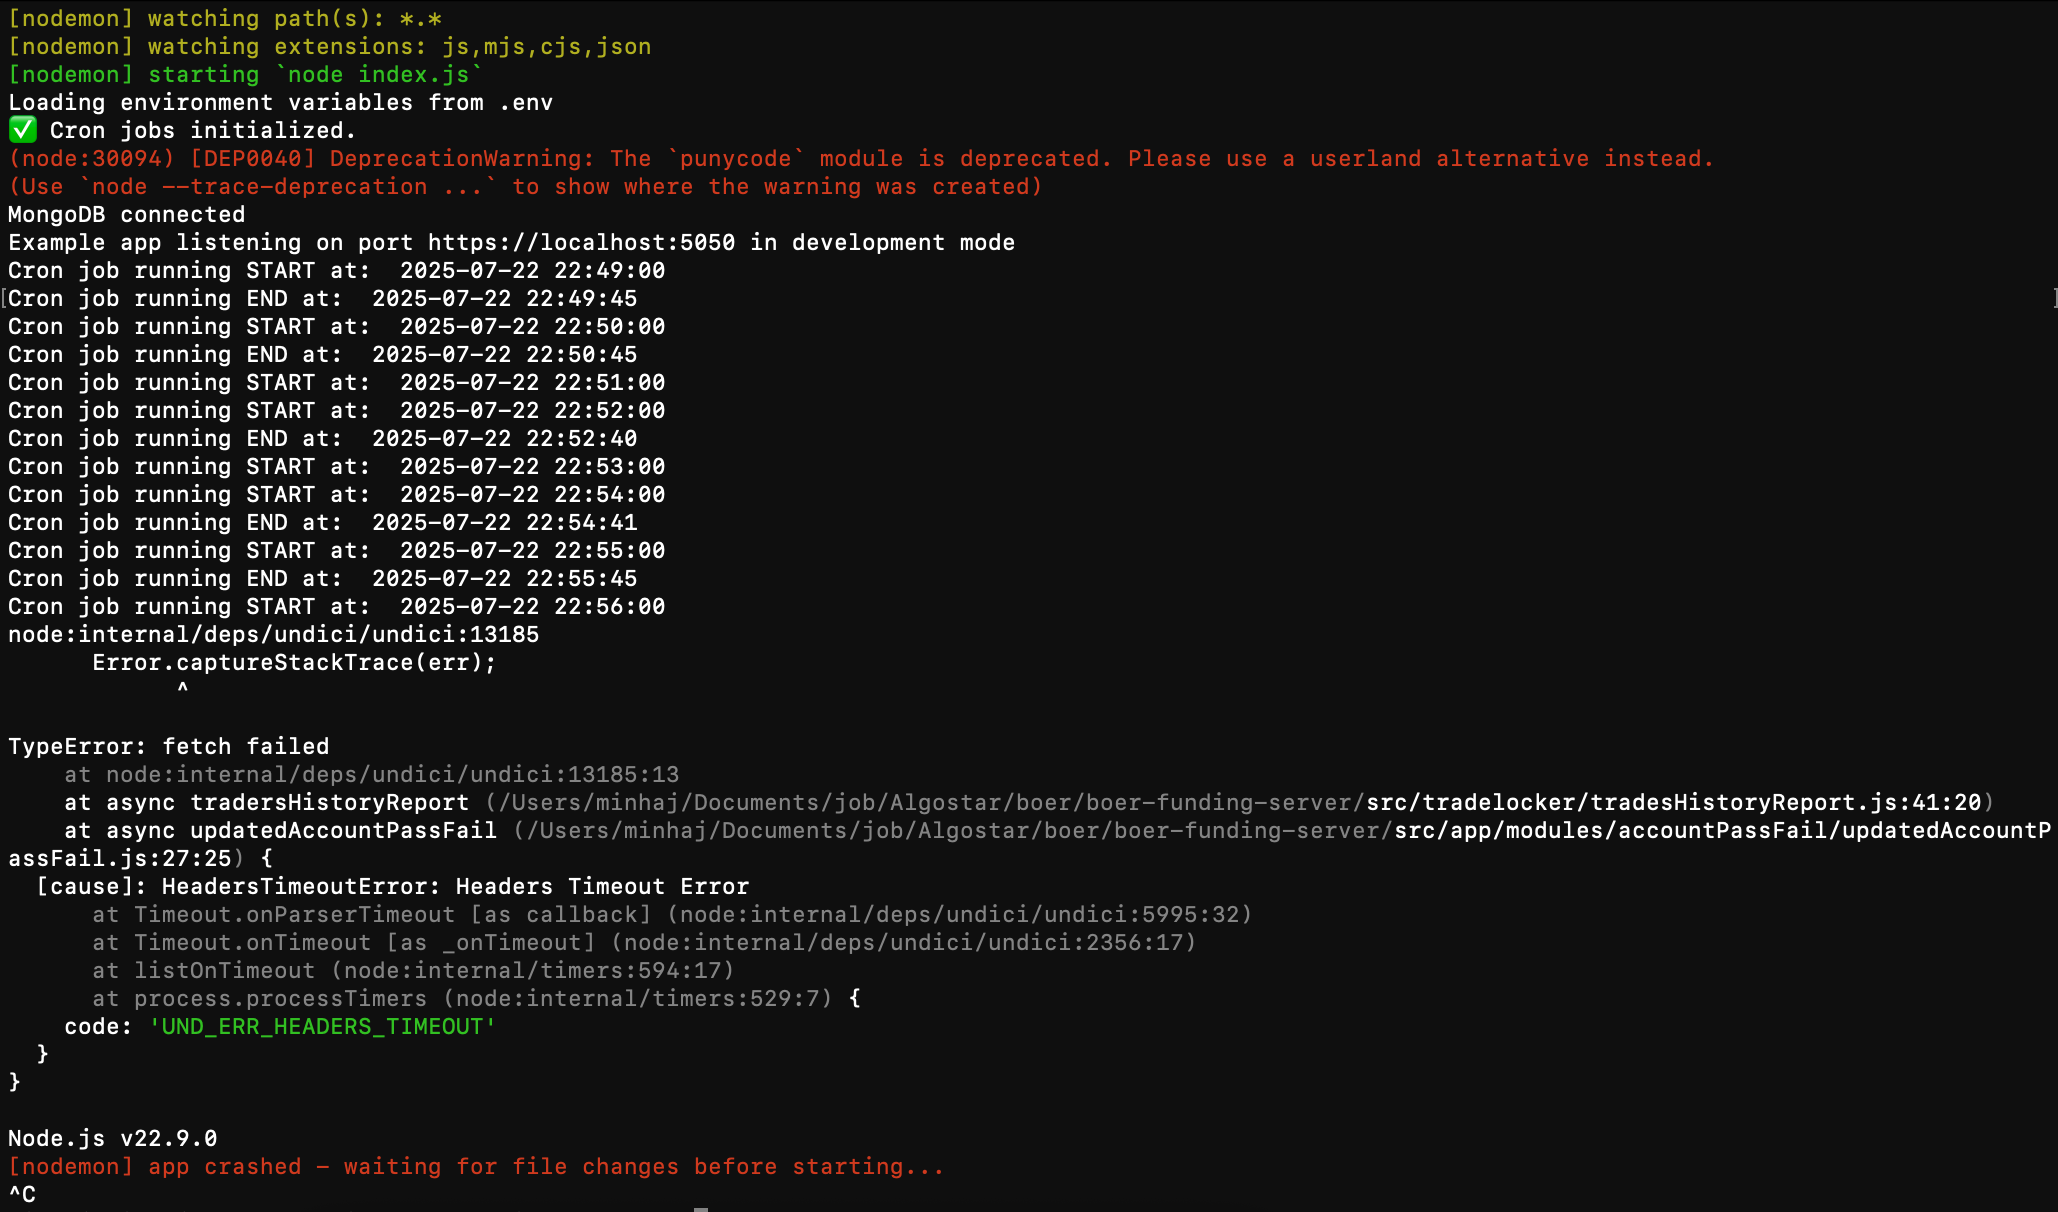 [nodemon] watching path(s): *.*
[nodemon] watching extensions: js,mjs,cjs,json
[nodemon] starting `node index.js`
Loading environment variables from .env
✅ Cron jobs initialized.
(node:30094) [DEP0040] DeprecationWarning: The `punycode` module is deprecated. Please use a userland alternative instead.
(Use `node --trace-deprecation ...` to show where the warning was created)
MongoDB connected
Example app listening on port https://localhost:5050 in development mode
Cron job running START at:  2025-07-22 22:49:00
Cron job running END at:  2025-07-22 22:49:45
Cron job running START at:  2025-07-22 22:50:00
Cron job running END at:  2025-07-22 22:50:45
Cron job running START at:  2025-07-22 22:51:00
Cron job running START at:  2025-07-22 22:52:00
Cron job running END at:  2025-07-22 22:52:40
Cron job running START at:  2025-07-22 22:53:00
Cron job running START at:  2025-07-22 22:54:00
Cron job running END at:  2025-07-22 22:54:41
Cron job running START at:  2025-07-22 22:55:00
Cron job running END at:  2025-07-22 22:55:45
Cron job running START at:  2025-07-22 22:56:00
node:internal/deps/undici/undici:13185
      Error.captureStackTrace(err);
            ^
TypeError: fetch failed
    at node:internal/deps/undici/undici:13185:13
    at async tradersHistoryReport (/Users/minhaj/Documents/job/Algostar/boer/boer-funding-server/src/tradelocker/tradesHistoryReport.js:41:20)
    at async updatedAccountPassFail (/Users/minhaj/Documents/job/Algostar/boer/boer-funding-server/src/app/modules/accountPassFail/updatedAccountP
assFail.js:27:25) {
  [cause]: HeadersTimeoutError: Headers Timeout Error
      at Timeout.onParserTimeout [as callback] (node:internal/deps/undici/undici:5995:32)
      at Timeout.onTimeout [as _onTimeout] (node:internal/deps/undici/undici:2356:17)
      at listOnTimeout (node:internal/timers:594:17)
      at process.processTimers (node:internal/timers:529:7) {
    code: 'UND_ERR_HEADERS_TIMEOUT'
  }
}
Node.js v22.9.0
[nodemon] app crashed - waiting for file changes before starting...
^C